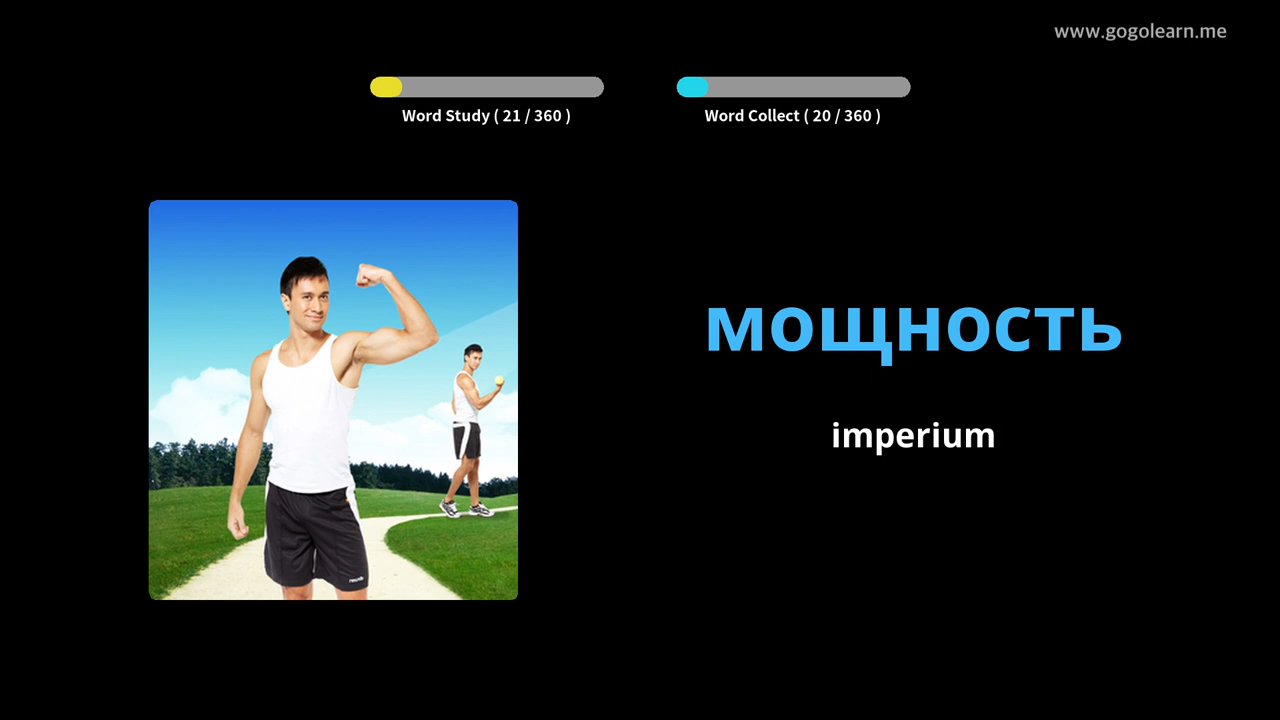 www.gogolearn.me
Word Study ( 21 / 360 )
Word Collect ( 20 / 360 )
мощность
imperium